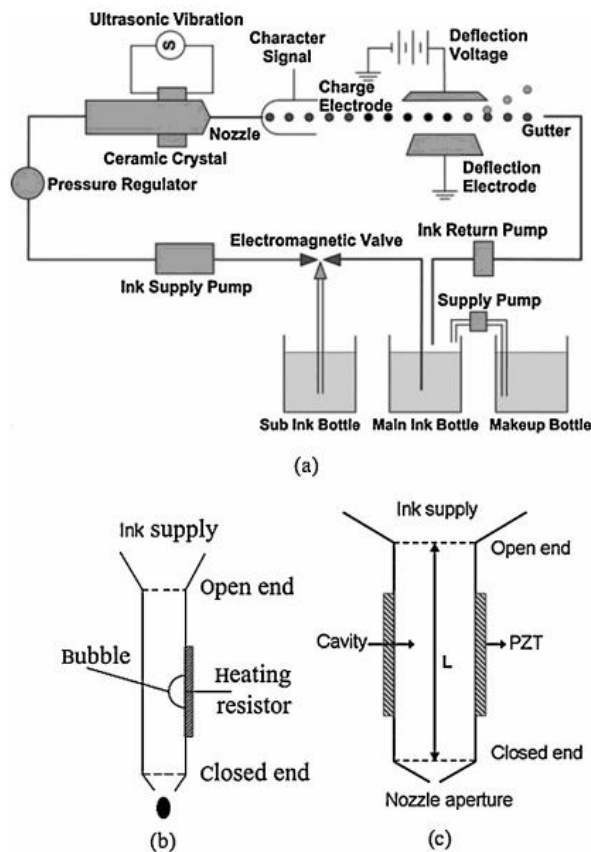 Ultrasonic Vibration
S
Character
Signal
Deflection
Voltage
Charge
Electrode
Nozzle
Gutter
Ceramic Crystal
Deflection
Electrode
Pressure Regulator
Electromagnetic Valve
Ink Return Pump
Ink Supply Pump
Supply Pump
Sub Ink Bottle
Main Ink Bottle
Makeup Bottle
(a)
Ink supply
Open end
Bubble
Heating
resistor
Closed end
(b)
Ink supply
Open end
Cavity
L
PZT
Closed end
Nozzle aperture
(c)